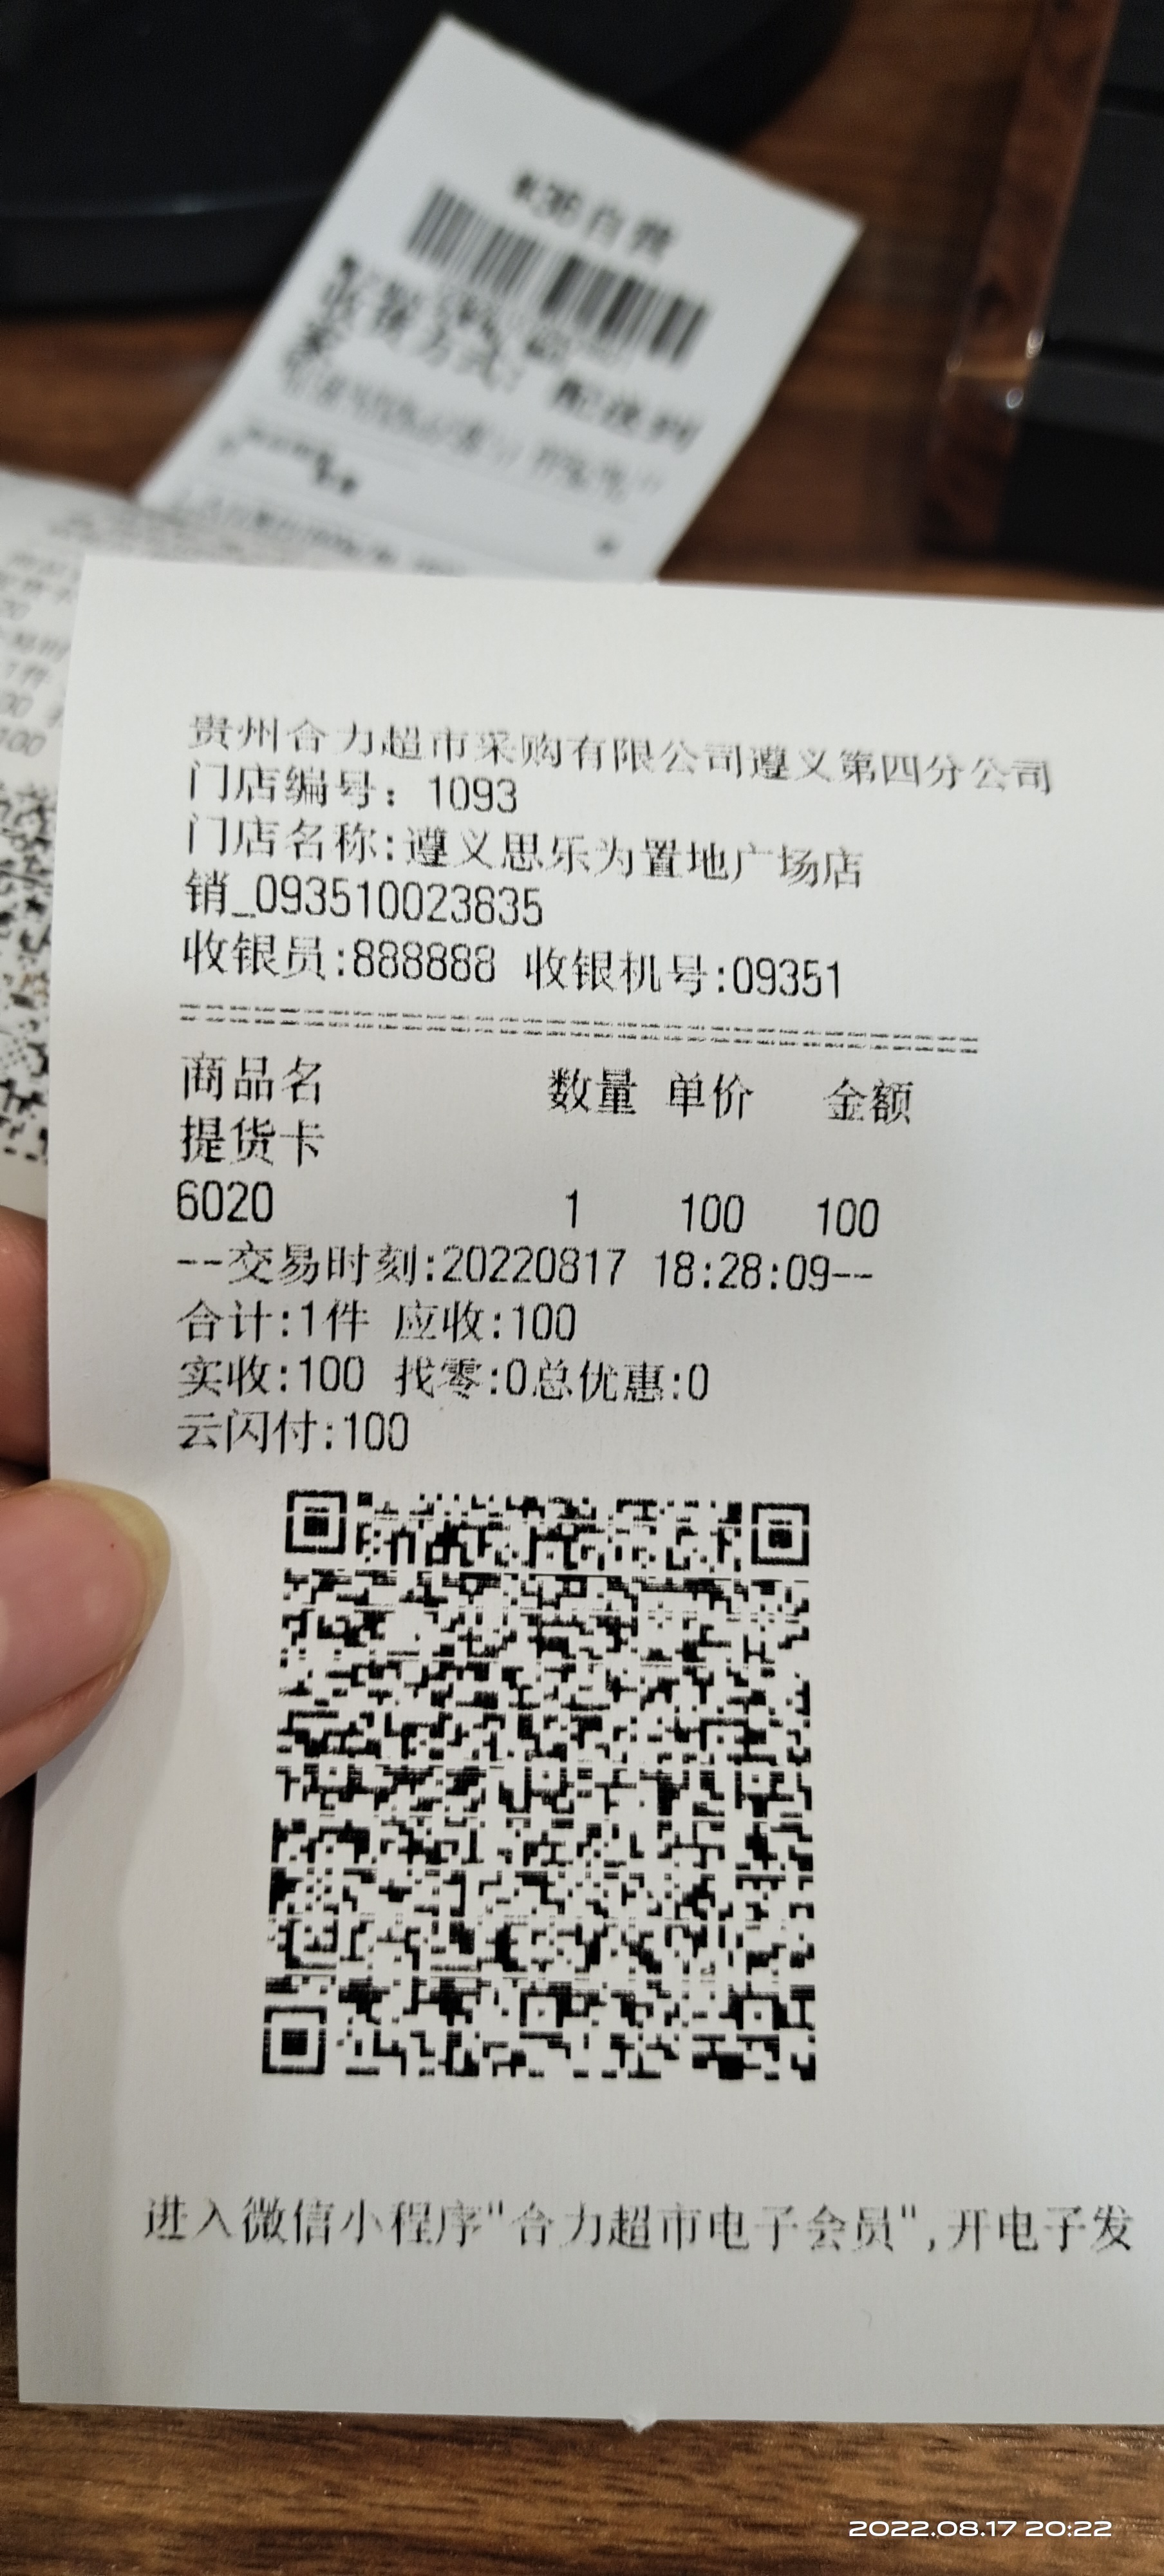 自费
收货方式：
贵州合力超市采购有限公司遵义第四分公司
门店编号：1093
门店名称:遵义思乐为置地广场店
销_093510023835
收银员:888888 收银机号:09351
商品名 数量 单价 金额
提货卡
6020 1 100 100
--交易时刻:20220817 18:28:09--
合计:1件 应收:100
实收:100 找零:0总优惠:0
云闪付:100
进入微信小程序"合力超市电子会员",开电子发
2022.08.17 20:22